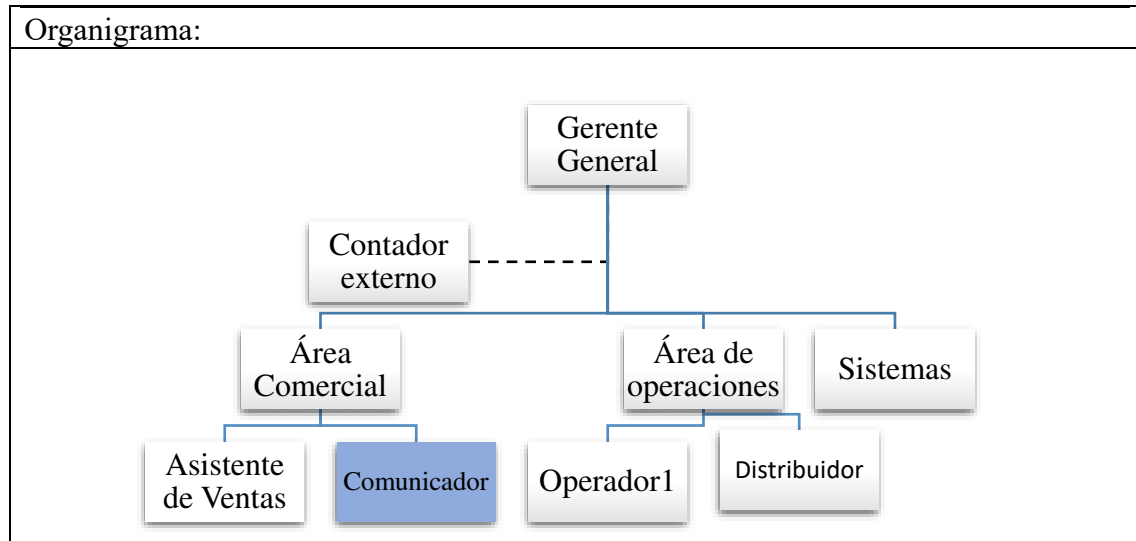 Organigrama:
Gerente
General
Contador
externo
Área
Comercial
Área de
operaciones
Sistemas
Asistente
de Ventas
Comunicador
Operador1
Distribuidor